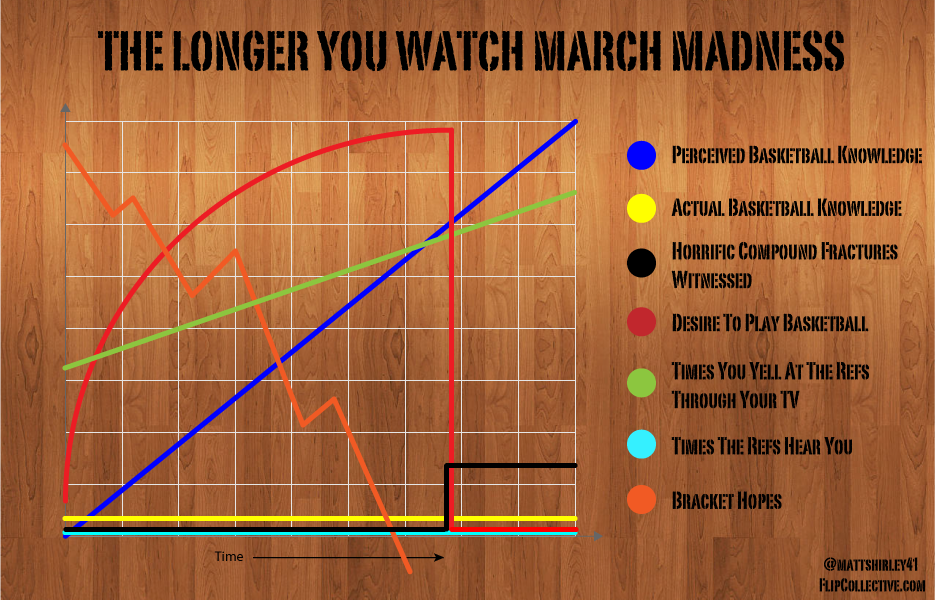 THE LONGER YOU WATCH MARCH MADNESS
PERCEIVED BASKETBALL KNOWLEDGE
ACTUAL BASKETBALL KNOWLEDGE
HORRIFIC COMPOUND FRACTURES
WITNESSED
DESIRE TO PLAY BASKETBALL
TIMES YOU YELL AT THE REFS
THROUGH YOUR TV
TIMES THE REFS HEAR YOU
BRACKET HOPES
Time
@MATTSHIRLEY41
FLIPCOLLECTIVE.COM